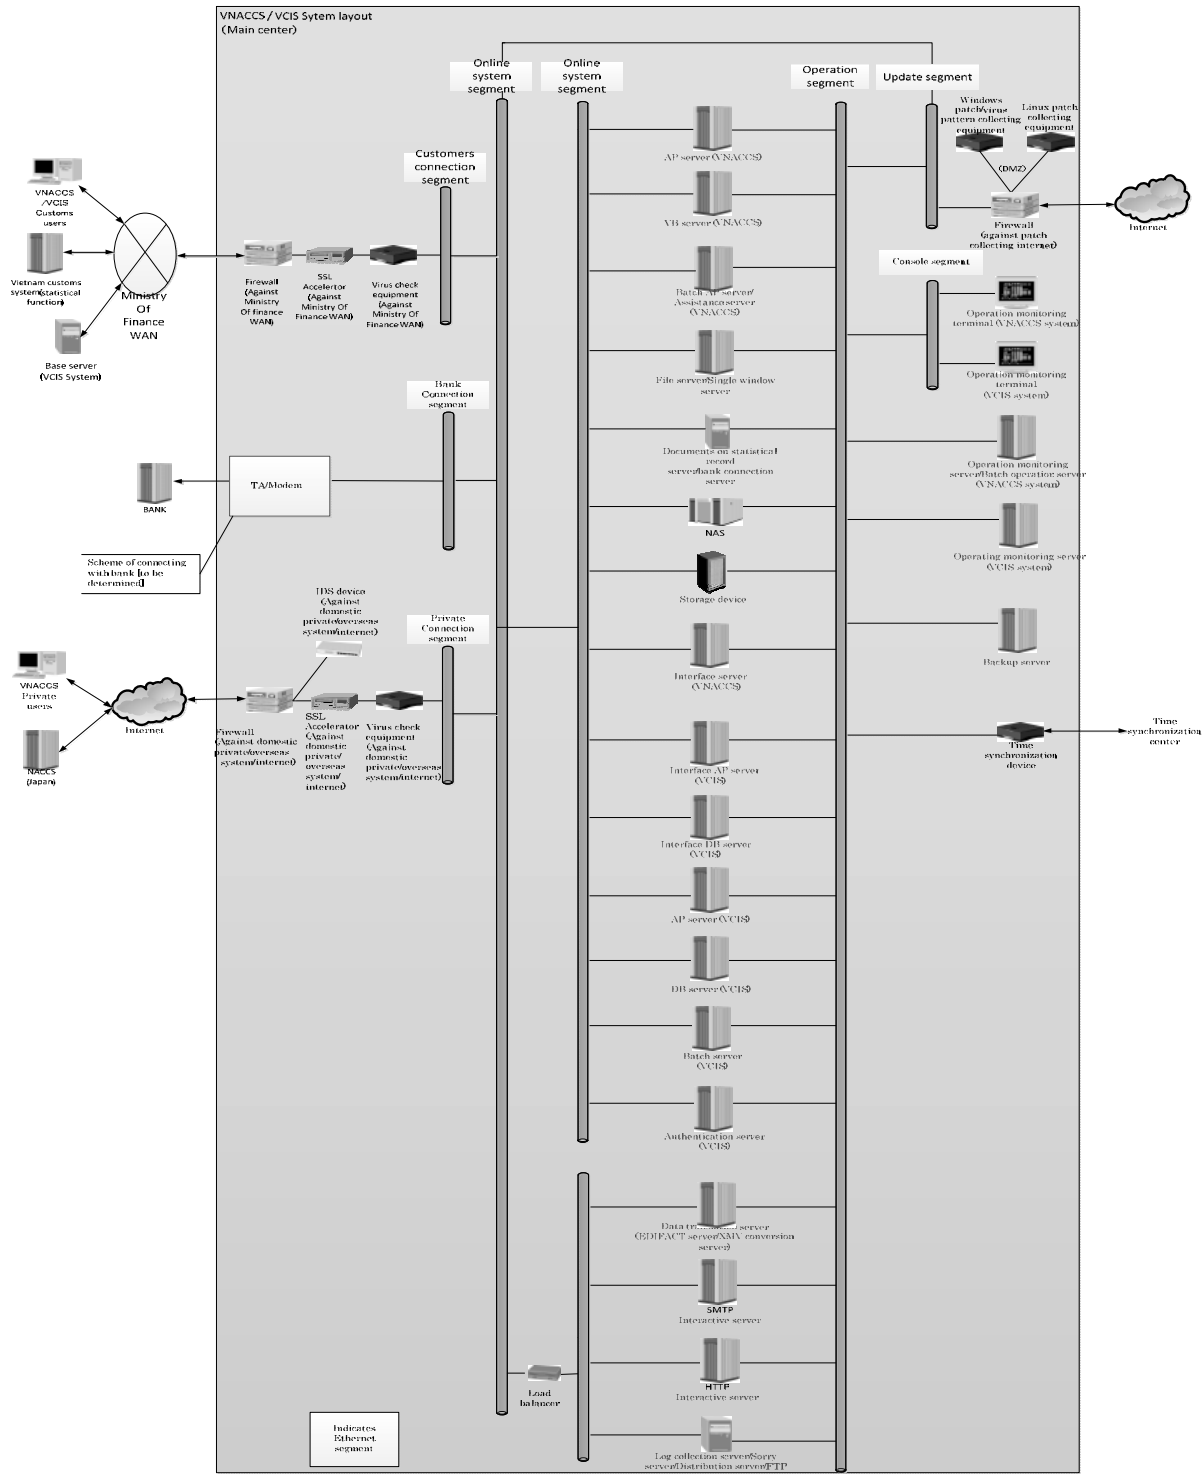 VNACCS / VCIS Sytem layout
(Main center)
Online
system
segment
Online
system
segment
Operation
segment
Update segment
Windows
patch/virus
pattern collecting
equipment
Linux patch
collecting
equipment
(DMZ)
Firewall
(against patch
collecting internet)
Internet
Customers
connection
segment
VNACCS
/VCIS
Customs
users
Vietnam customs
system(statistical
function)
Base server
(VCIS System)
Ministry
Of
Finance
WAN
Firewall
(Against
Ministry
Of finance
WAN)
SSL
Accelertor
(Against
Ministry Of
Finance WAN)
Virus check
equipment
(Against
Ministry Of
Finance WAN)
Console segment
Operation monitoring
terminal (VNACCS system)
Operation monitoring
terminal
(VCIS system)
Operation monitoring
server/Batch operation server
(VNACCS system)
Operating monitoring server
(VCIS system)
Backup server
Time
synchronization
device
Time
synchronization
center
Bank
Connection
segment
TA/Modem
BANK
Scheme of connecting
with bank [to be
determined]
IDS device
(Against
domestic
private/overseas
system/internet)
Private
Connection
segment
VNACCS
Private
users
NACCS
(Japan)
Internet
Firewall
(Against domestic
private/overseas
system/internet)
SSL
Accelerator
(Against
domestic
private/
overseas
system/
internet)
Virus check
equipment
(Against
domestic
private/overseas
system/internet)
AP server (VNACCS)
VB server (VNACCS)
Batch AP server/
Assistance server
(VNACCS)
File server/Single window
server
Documents on statistical
record
server/bank connection
server
NAS
Storage device
Interface server
(VNACCS)
Interface AP server
(VCIS)
Interface DB server
(VCIS)
AP server (VCIS)
DB server (VCIS)
Batch server
(VCIS)
Authentication server
(VCIS)
Data server
(EDIFACT server/XMV conversion
server)
SMTP
Interactive server
HTTP
Interactive server
Log collection server/Sorry
server/Distribution server/FTP
Load
balancer
Indicates
Ethernet
segment